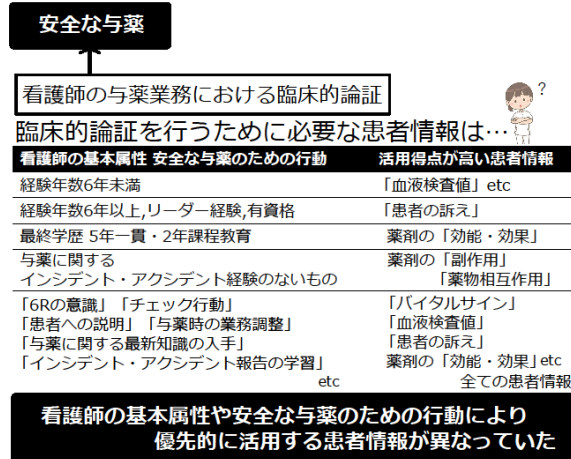 安全な与薬
看護師の与薬業務における臨床的論証
?
臨床的論証を行うために必要な患者情報は…
看護師の基本属性 安全な与薬のための行動 活用得点が高い患者情報
経験年数6年未満 「血液検査値」etc
経験年数6年以上,リーダー経験,有資格 「患者の訴え」
最終学歴 5年一貫・2年課程教育 薬剤の「効能・効果」
与薬に関する 薬剤の「副作用」
インシデント・アクシデント経験のないもの 「薬物相互作用」
「6Rの意識」「チェック行動」 「バイタルサイン」
「患者への説明」「与薬時の業務調整」 「血液検査値」
「与薬に関する最新知識の入手」 「患者の訴え」
「インシデント・アクシデント報告の学習」 薬剤の「効能・効果」etc
etc 全ての患者情報
看護師の基本属性や安全な与薬のための行動により
優先的に活用する患者情報が異なっていた